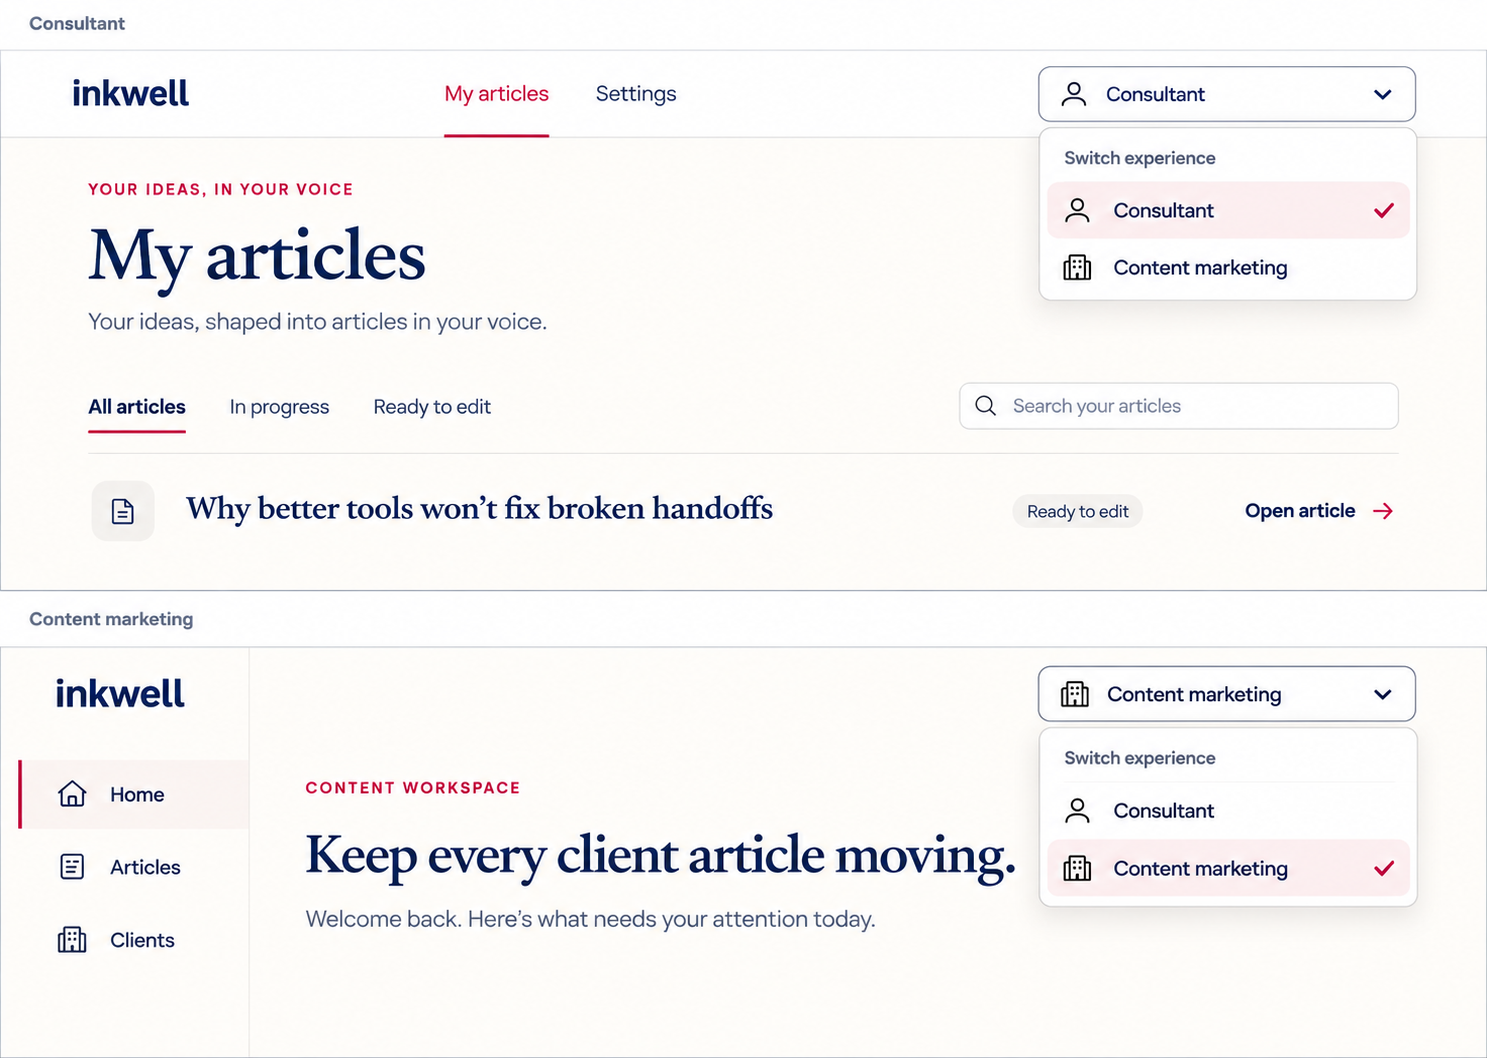 Consultant
inkwell
My articles
Settings
Consultant
Switch experience
Consultant
Content marketing
YOUR IDEAS, IN YOUR VOICE
My articles
Your ideas, shaped into articles in your voice.
All articles
In progress
Ready to edit
Search your articles
Why better tools won’t fix broken handoffs
Ready to edit
Open article
Content marketing
inkwell
Home
Articles
Clients
Content marketing
Switch experience
Consultant
Content marketing
CONTENT WORKSPACE
Keep every client article moving.
Welcome back. Here’s what needs your attention today.